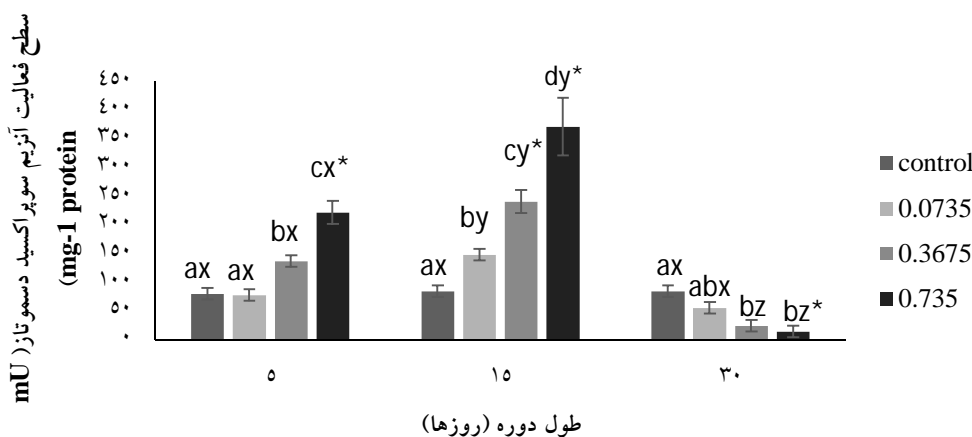 سطح فعالیت آنزیم سوپراکسید دسموتاز( mU
(mg-1 protein
۴۵۰
۴۰۰
۳۵۰
۳۰۰
۲۵۰
۲۰۰
۱۵۰
۱۰۰
۵۰
۰
ax ax bx cx*
ax by cy* dy*
ax abx bz bz*
۵ ۱۵ ۳۰
طول دوره (روزها)
control
0.0735
0.3675
0.735